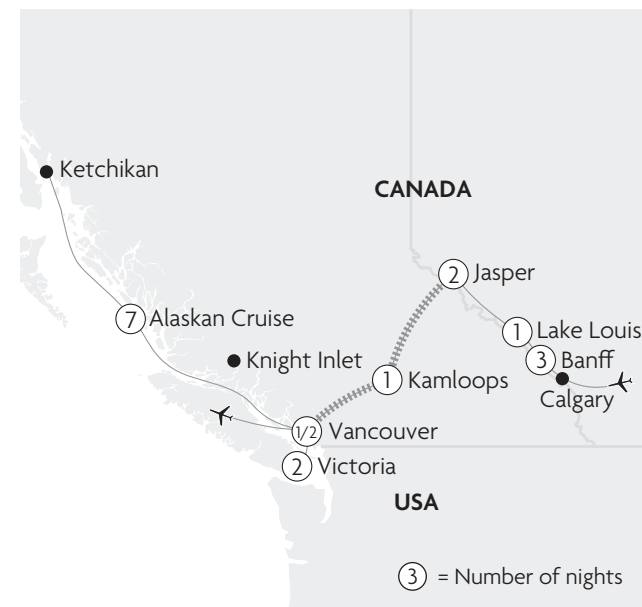 Ketchikan
CANADA
2 Jasper
7 Alaskan Cruise
1 Lake Louis
Knight Inlet
3 Banff
1 Kamloops
Calgary
1/2 Vancouver
2 Victoria
USA
3 = Number of nights